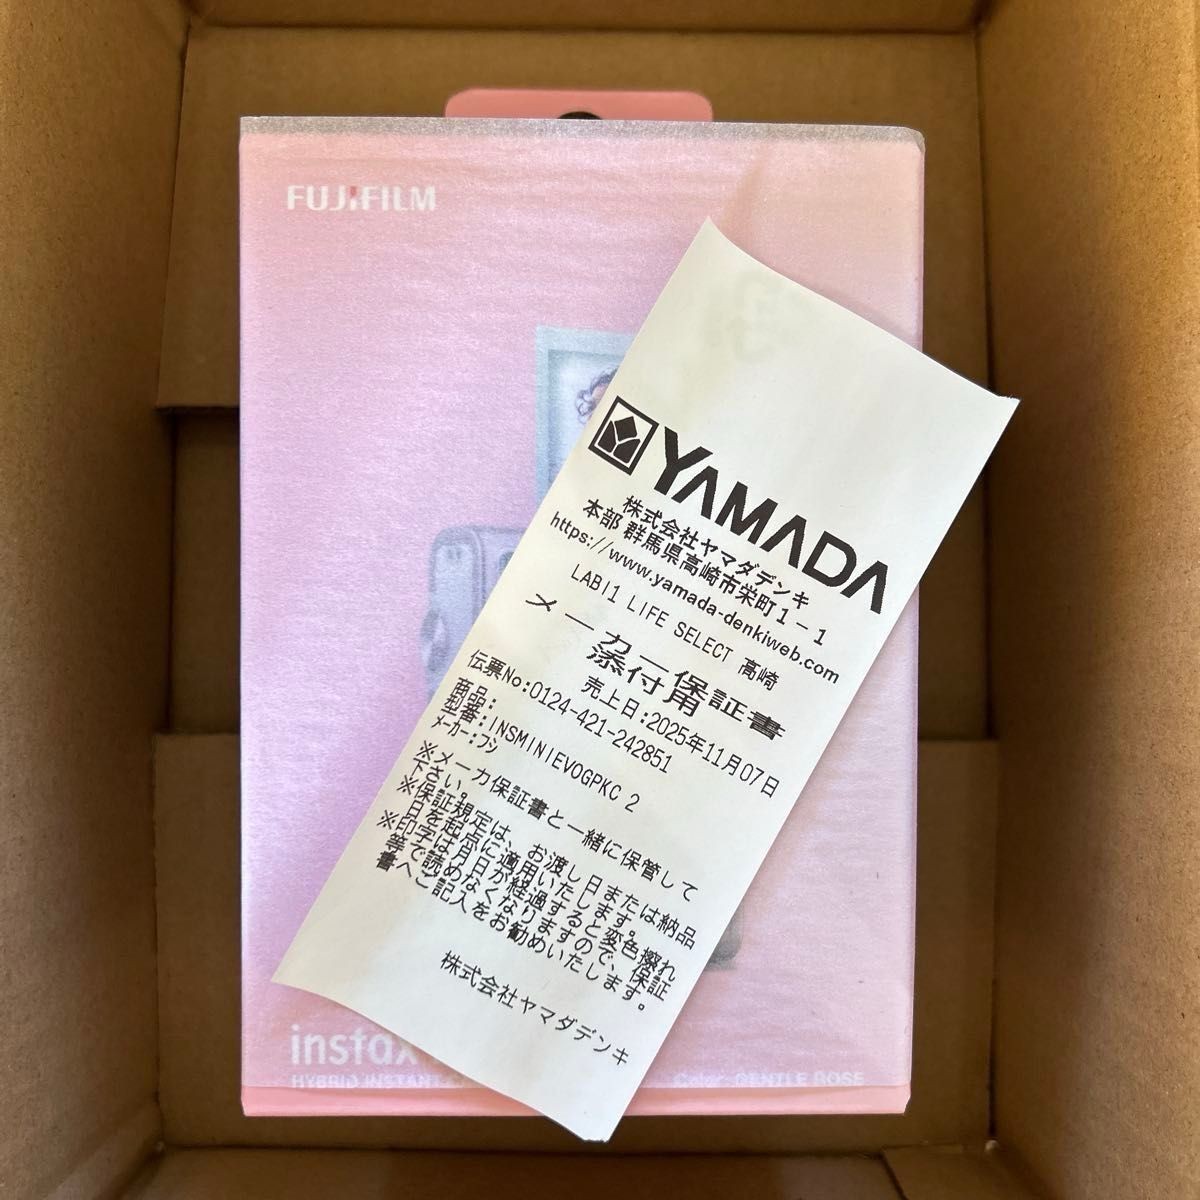 FUJIFILM
YAMADA
株式会社ヤマダデンキ
本部 群馬県高崎市栄町1-1
https://www.yamada-denkiweb.com
LABI1 LIFE SELECT 高崎
メーカー保証書
添付用
売上日:2025年11月07日
伝票No:0124-421-242851
商品:
型番:INSMINIEVOGPKC 2
メーカー:フジ
※メーカ保証書と一緒に保管して
下さい。
※保証規定は、お渡し日または納品
日を起点に適用いたします。
※印字は月日が経過すると変色擦れ
等で読めなくなりますので、保証
書へご記入をお勧めいたします。
株式会社ヤマダデンキ
instax
HYBRID INSTANT
Color: GENTLE ROSE